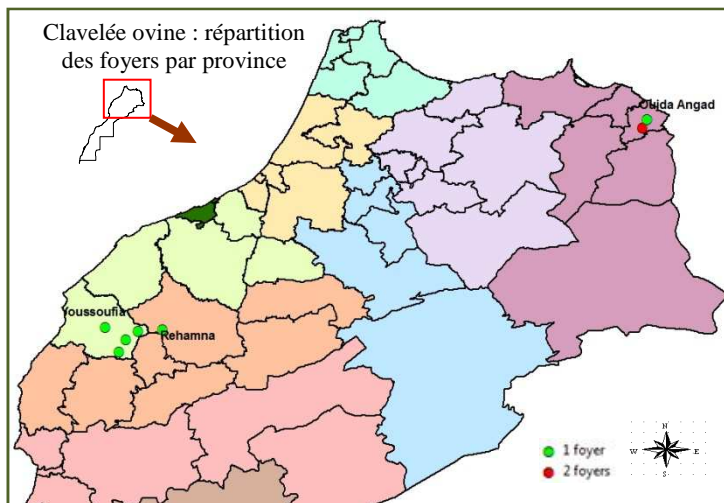 Clavelée ovine : répartition
des foyers par province
Oujda Angad
Youssoufia
Rehamna
1 foyer
2 foyers
N
W E
S